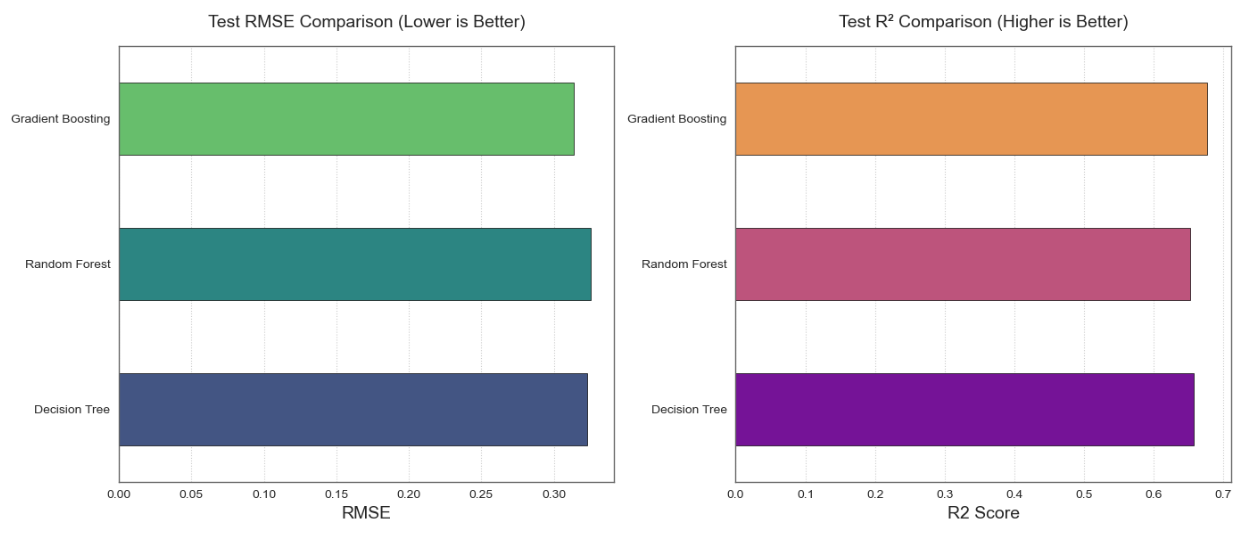 Test RMSE Comparison (Lower is Better)
Gradient Boosting
Random Forest
Decision Tree
0.00 0.05 0.10 0.15 0.20 0.25 0.30
RMSE
Test R² Comparison (Higher is Better)
Gradient Boosting
Random Forest
Decision Tree
0.0 0.1 0.2 0.3 0.4 0.5 0.6 0.7
R2 Score